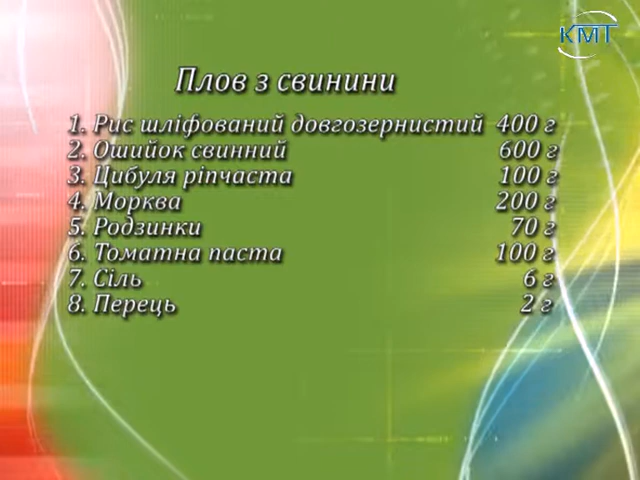 КМТ
Плов з свинини
1. Рис шліфований довгозернистий 400 г
2. Ошийок свинний 600 г
3. Цибуля ріпчаста 100 г
4. Морква 200 г
5. Родзинки 70 г
6. Томатна паста 100 г
7. Сіль 6 г
8. Перець 2 г